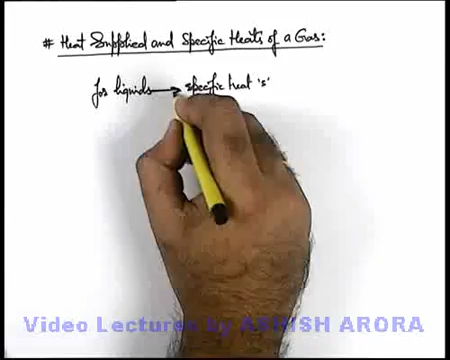 # Heat Supplied and Specific Heats of a Gas:
for liquids → specific heat 's'
Video Lectures by ASHISH ARORA